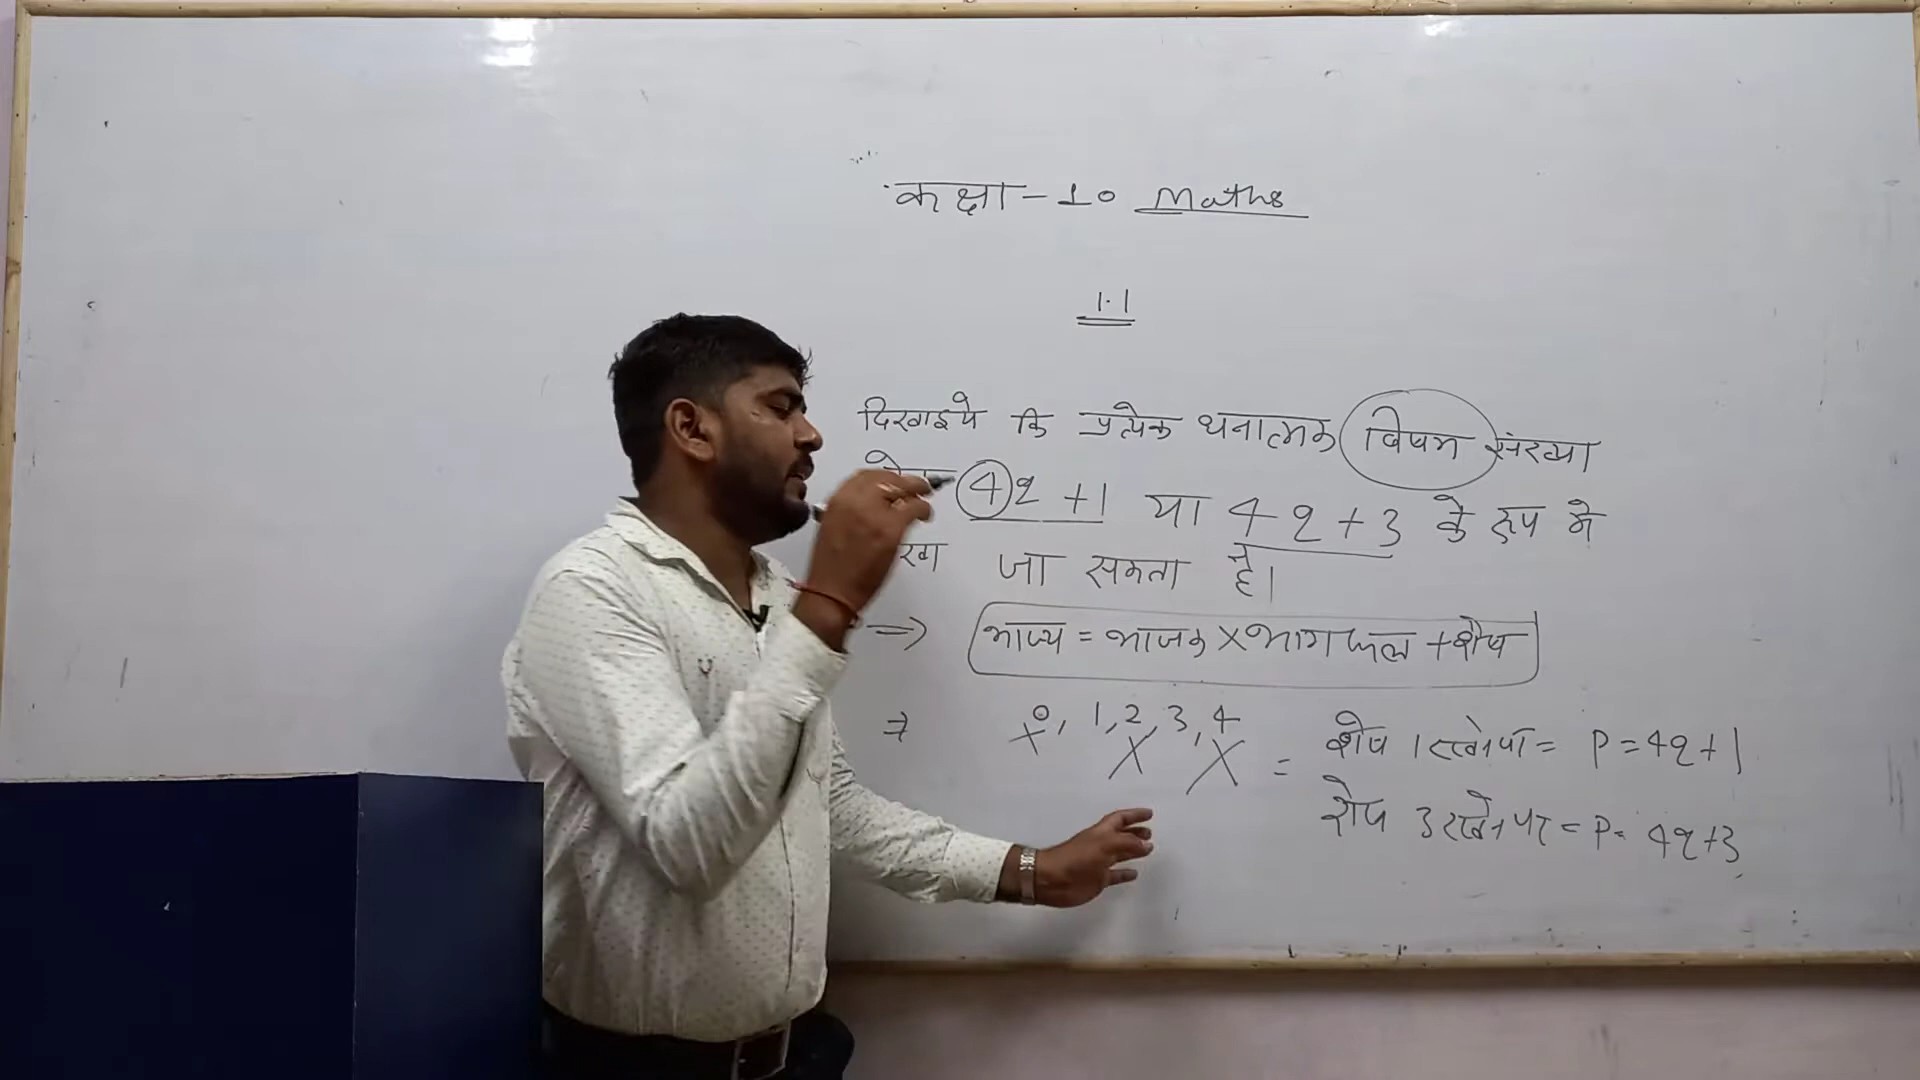 कक्षा - 10 Maths
1.1
दिखाइये कि प्रत्येक धनात्मक विषम संख्या
4q + 1 या 4q + 3 के रूप मे
जा सकता है।
⇒ भाज्य = भाजक × भागफल + शेष
⇒ 0, 1, 2, 3, 4 = शेष 1 रखने पर = P = 4q + 1
शेष 3 रखने पर = P = 4q + 3